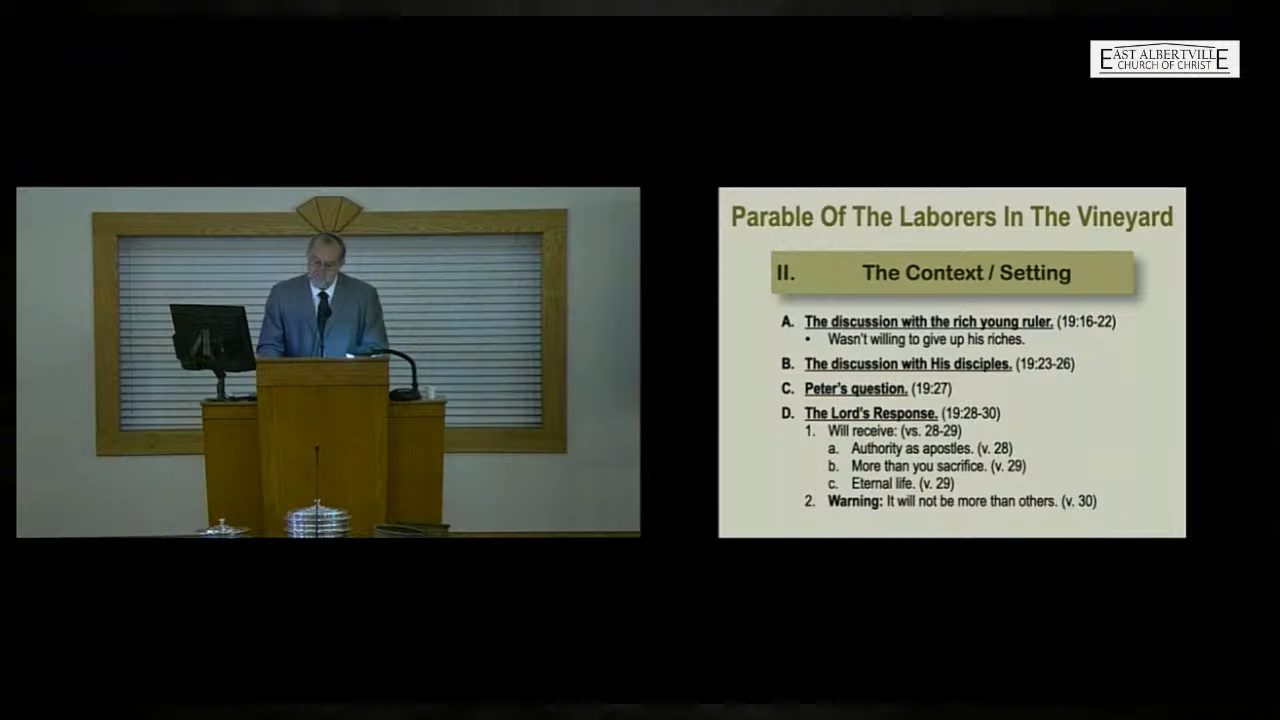 EAST ALBERTVILLE
CHURCH OF CHRIST
Parable Of The Laborers In The Vineyard
II. The Context / Setting
A. The discussion with the rich young ruler. (19:16-22)
• Wasn't willing to give up his riches.
B. The discussion with His disciples. (19:23-26)
C. Peter's question. (19:27)
D. The Lord's Response. (19:28-30)
1. Will receive: (vs. 28-29)
a. Authority as apostles. (v. 28)
b. More than you sacrifice. (v. 29)
c. Eternal life. (v. 29)
2. Warning: It will not be more than others. (v. 30)